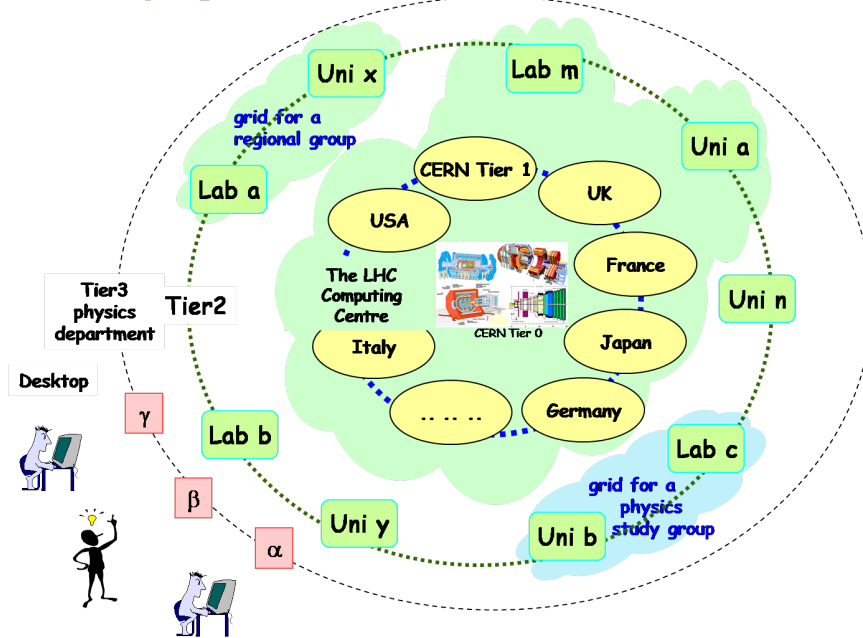 Uni x
Lab m
grid for a
regional group
Uni a
CERN Tier 1
Lab a
UK
USA
France
The LHC
Computing
Centre
Tier3
physics
department
Tier2
Uni n
CERN Tier 0
Italy
Japan
Desktop
.. .. ..
Germany
γ
Lab b
Lab c
grid for a
physics
study group
β
Uni y
Uni b
α